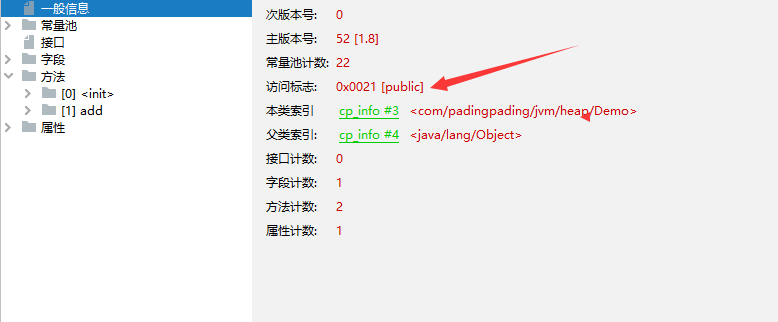 一般信息
常量池
接口
字段
方法
[0] <init>
[1] add
属性
次版本号: 0
主版本号: 52 [1.8]
常量池计数: 22
访问标志: 0x0021 [public]
本类索引 cp_info #3 <com/padingpading/jvm/heap/Demo>
父类索引: cp_info #4 <java/lang/Object>
接口计数: 0
字段计数: 1
方法计数: 2
属性计数: 1